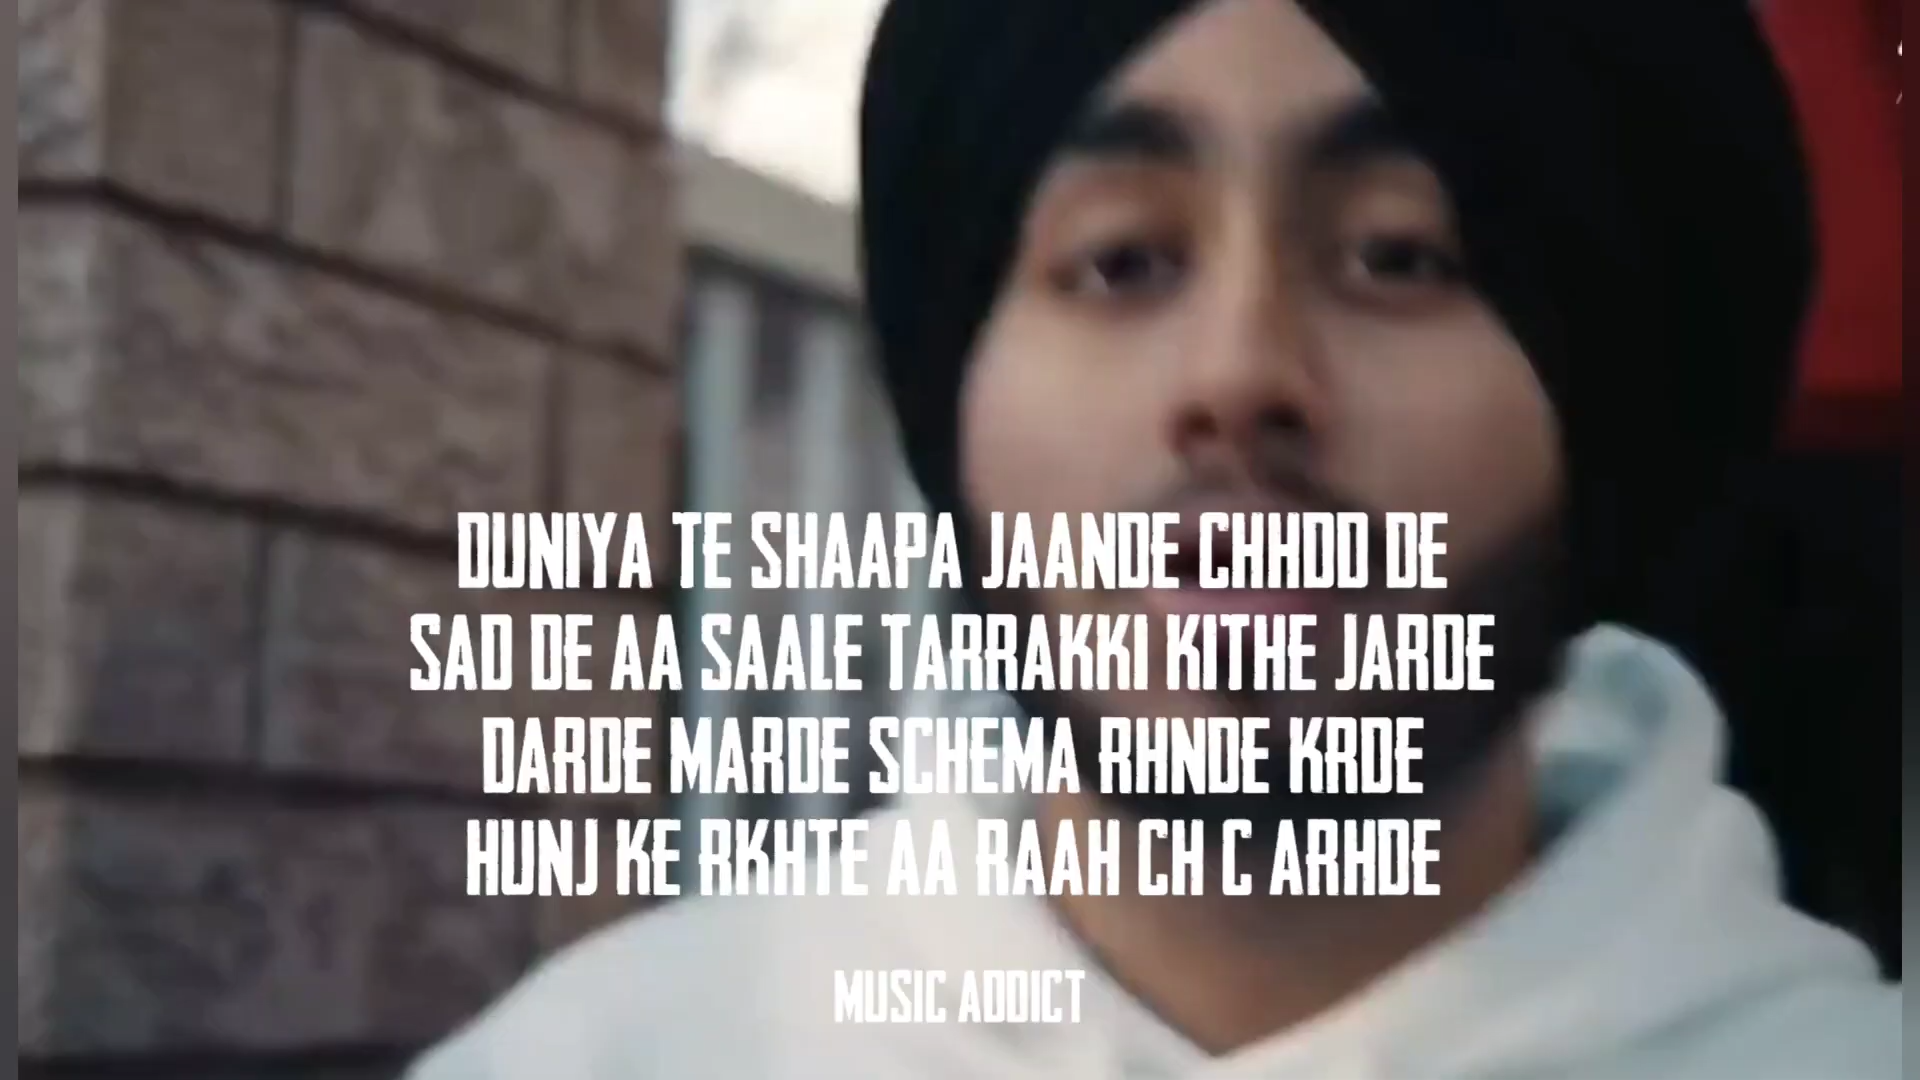 DUNIYA TE SHAAPA JAANDE CHHDD DE
SAD DE AA SAALE TARRAKKI KITHE JARDE
DARDE MARDE SCHEMA RHNDE KRDE
HUNJ KE RKHTE AA RAAH CH C ARHDE
MUSIC ADDICT